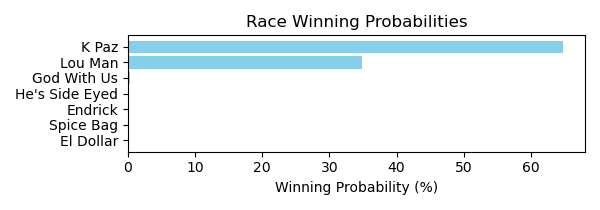 Race Winning Probabilities
K Paz
Lou Man
God With Us
He's Side Eyed
Endrick
Spice Bag
El Dollar
0 10 20 30 40 50 60
Winning Probability (%)